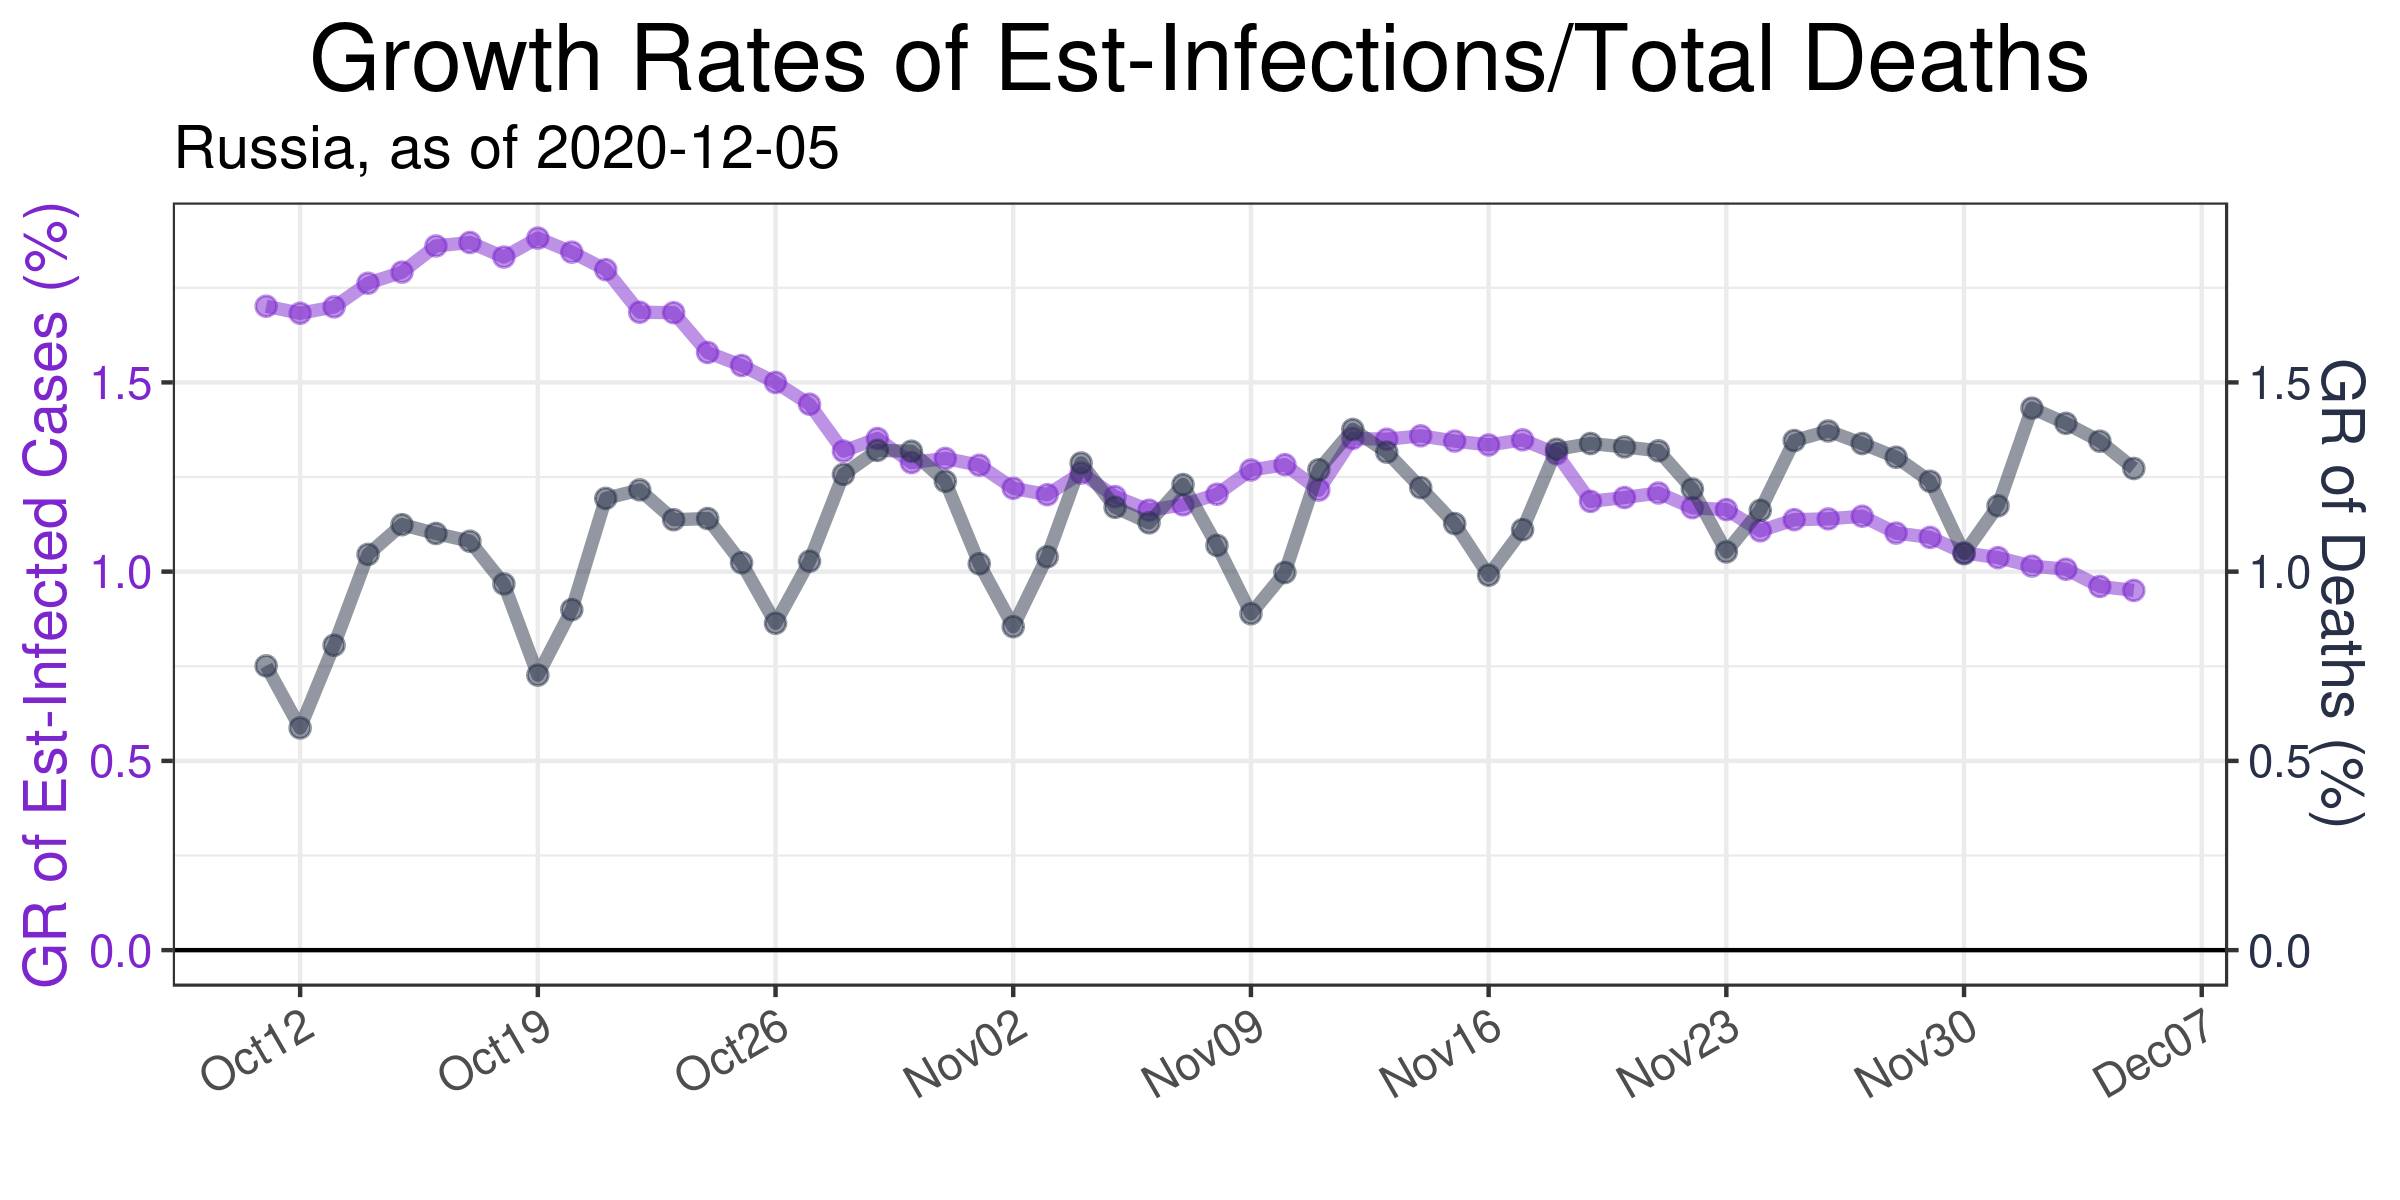 Growth Rates of Est-Infections/Total Deaths
Russia, as of 2020-12-05
GR of Est-Infected Cases (%)
1.5
1.0
0.5
0.0
1.5
1.0
0.5
0.0
GR of Deaths (%)
Oct12
Oct19
Oct26
Nov02
Nov09
Nov16
Nov23
Nov30
Dec07